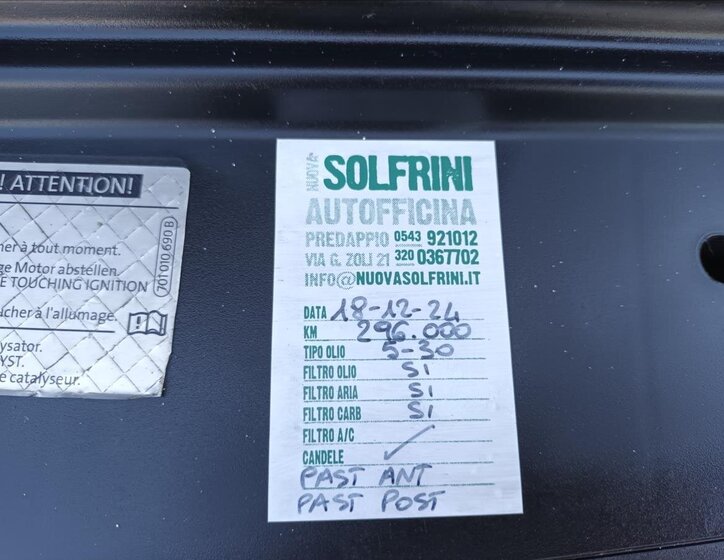 ! ATTENTION!
her à tout moment.
ge Motor abstellen.
E TOUCHING IGNITION
ucher à l'allumage.
ysator.
YST.
e catalyseur.
701 010 690 B
NUOVA SOLFRINI
AUTOFFICINA
PREDAPPIO 0543 921012
VIA G. ZOLI 21 320 0367702
INFO@NUOVASOLFRINI.IT
DATA 18-12-24
KM 296.000
TIPO OLIO 5-30
FILTRO OLIO SI
FILTRO ARIA SI
FILTRO CARB SI
FILTRO A/C
CANDELE ✓
PAST ANT
PAST POST